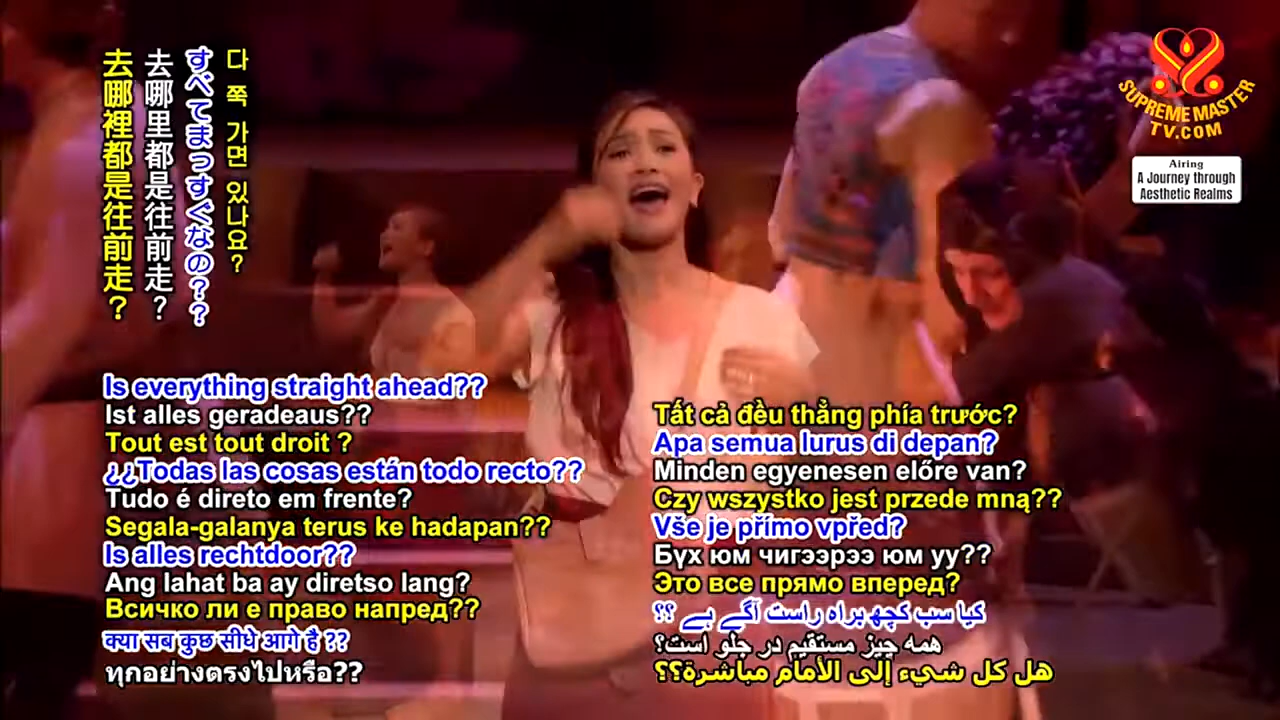 去哪裡都是往前走？
去哪里都是往前走？
すべてまっすぐなの？？
다 쪽 가면 있나요？
SUPREME MASTER
TV.COM
Airing
A Journey through
Aesthetic Realms
Is everything straight ahead??
Ist alles geradeaus??
Tout est tout droit ?
¿¿Todas las cosas están todo recto??
Tudo é direto em frente?
Segala-galanya terus ke hadapan??
Is alles rechtdoor??
Ang lahat ba ay diretso lang?
Всичко ли е право напред??
क्या सब कुछ सीधे आगे है ??
ทุกอย่างตรงไปหรือ??
Tất cả đều thẳng phía trước?
Apa semua lurus di depan?
Minden egyenesen előre van?
Czy wszystko jest przede mną??
Vše je přímo vpřed?
Бүх юм чигээрээ юм уу??
Это все прямо вперед?
کیا سب کچھ براہ راست آگے ہے ؟؟
همه چیز مستقیم در جلو است؟
هل كل شيء إلى الأمام مباشرة؟؟